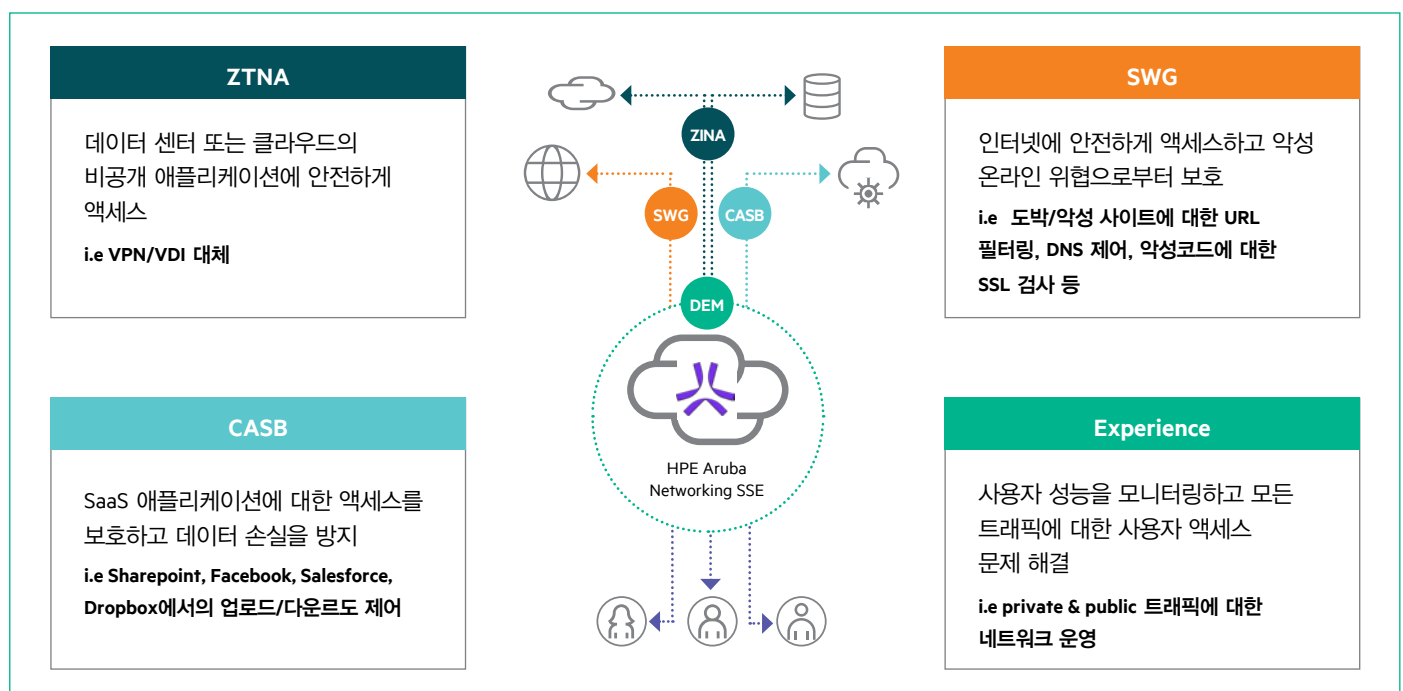 ZTNA
데이터 센터 또는 클라우드의
비공개 애플리케이션에 안전하게
액세스
i.e VPN/VDI 대체
CASB
SaaS 애플리케이션에 대한 액세스를
보호하고 데이터 손실을 방지
i.e Sharepoint, Facebook, Salesforce,
Dropbox에서의 업로드/다운르도 제어
ZINA
SWG
CASB
DEM
HPE Aruba
Networking SSE
SWG
인터넷에 안전하게 액세스하고 악성
온라인 위협으로부터 보호
i.e 도박/악성 사이트에 대한 URL
필터링, DNS 제어, 악성코드에 대한
SSL 검사 등
Experience
사용자 성능을 모니터링하고 모든
트래픽에 대한 사용자 액세스
문제 해결
i.e private & public 트래픽에 대한
네트워크 운영